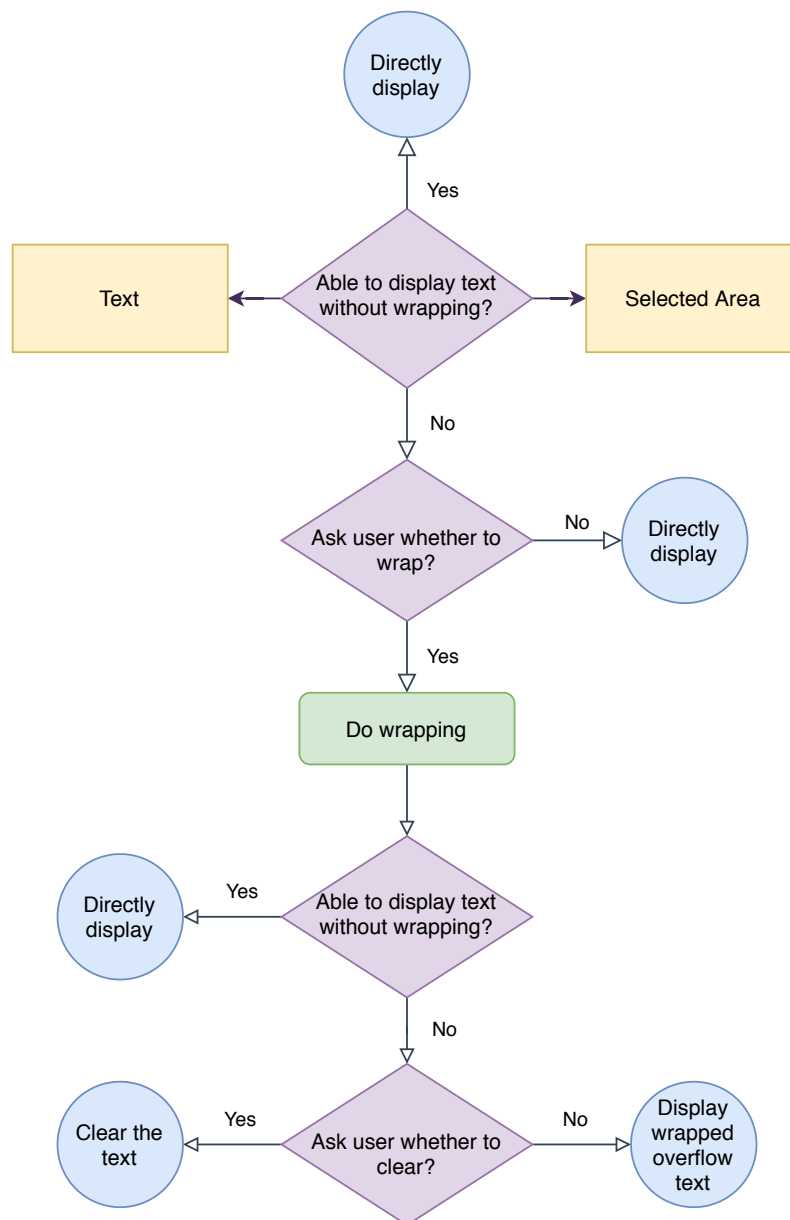 Directly
display
Yes
Text
Able to display text
without wrapping?
Selected Area
No
Ask user whether to
wrap?
No
Directly
display
Yes
Do wrapping
Directly
display
Yes
Able to display text
without wrapping?
No
Clear the
text
Yes
Ask user whether to
clear?
No
Display
wrapped
overflow
text